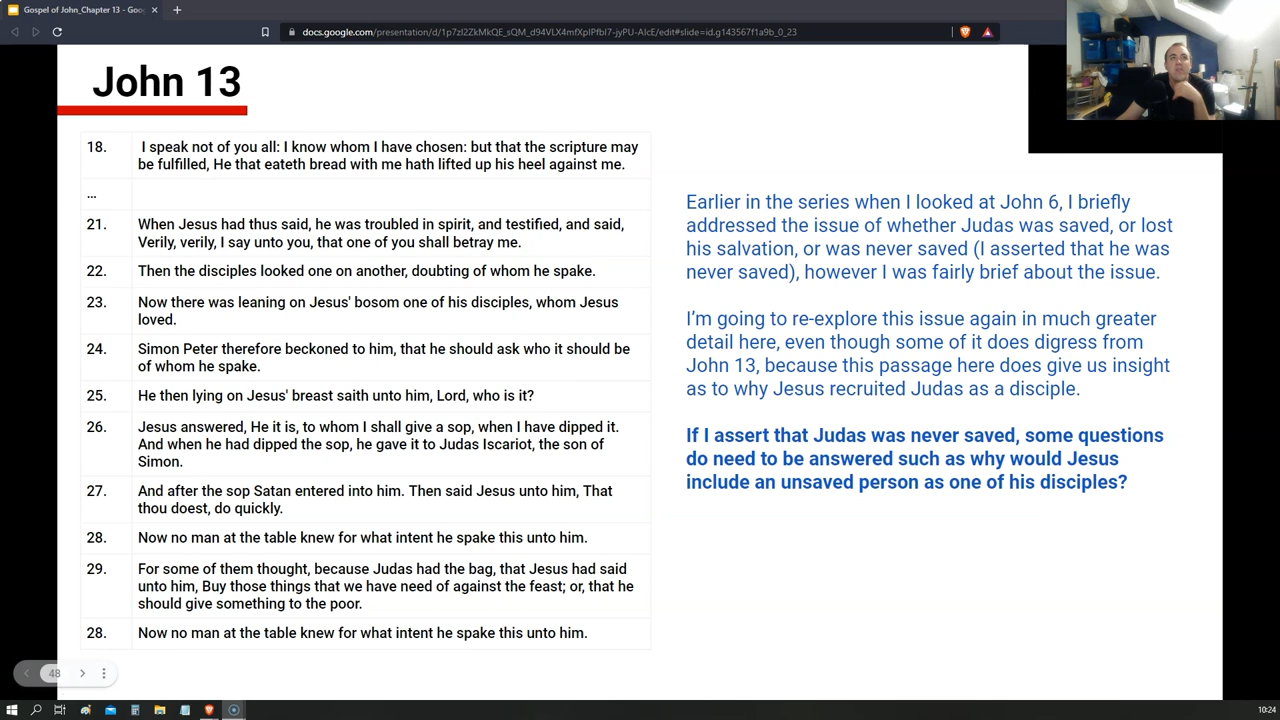 Gospel of John_Chapter 13 - Goo
docs.google.com/presentation/d/1p7zl2ZkMkQE_sQM_d94VLX4mfXpIPfbI7-jyPU-AIcE/edit#slide=id.g143567f1a9b_0_23
John 13
18. I speak not of you all: I know whom I have chosen: but that the scripture may
be fulfilled, He that eateth bread with me hath lifted up his heel against me.
...
21. When Jesus had thus said, he was troubled in spirit, and testified, and said,
Verily, verily, I say unto you, that one of you shall betray me.
22. Then the disciples looked one on another, doubting of whom he spake.
23. Now there was leaning on Jesus' bosom one of his disciples, whom Jesus
loved.
24. Simon Peter therefore beckoned to him, that he should ask who it should be
of whom he spake.
25. He then lying on Jesus' breast saith unto him, Lord, who is it?
26. Jesus answered, He it is, to whom I shall give a sop, when I have dipped it.
And when he had dipped the sop, he gave it to Judas Iscariot, the son of
Simon.
27. And after the sop Satan entered into him. Then said Jesus unto him, That
thou doest, do quickly.
28. Now no man at the table knew for what intent he spake this unto him.
29. For some of them thought, because Judas had the bag, that Jesus had said
unto him, Buy those things that we have need of against the feast; or, that he
should give something to the poor.
28. Now no man at the table knew for what intent he spake this unto him.
Earlier in the series when I looked at John 6, I briefly
addressed the issue of whether Judas was saved, or lost
his salvation, or was never saved (I asserted that he was
never saved), however I was fairly brief about the issue.
I'm going to re-explore this issue again in much greater
detail here, even though some of it does digress from
John 13, because this passage here does give us insight
as to why Jesus recruited Judas as a disciple.
If I assert that Judas was never saved, some questions
do need to be answered such as why would Jesus
include an unsaved person as one of his disciples?
48
10:24